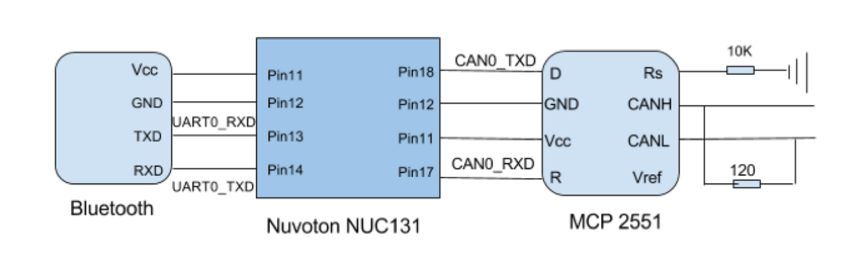 10K
CAN0_TXD
Vcc
Pin11
Pin18
D
Rs
GND
Pin12
Pin12
GND
CANH
UART0_RXD
TXD
Pin13
Pin11
Vcc
CANL
CAN0_RXD
RXD
Pin14
Pin17
R
Vref
120
UART0_TXD
Bluetooth
Nuvoton NUC131
MCP 2551